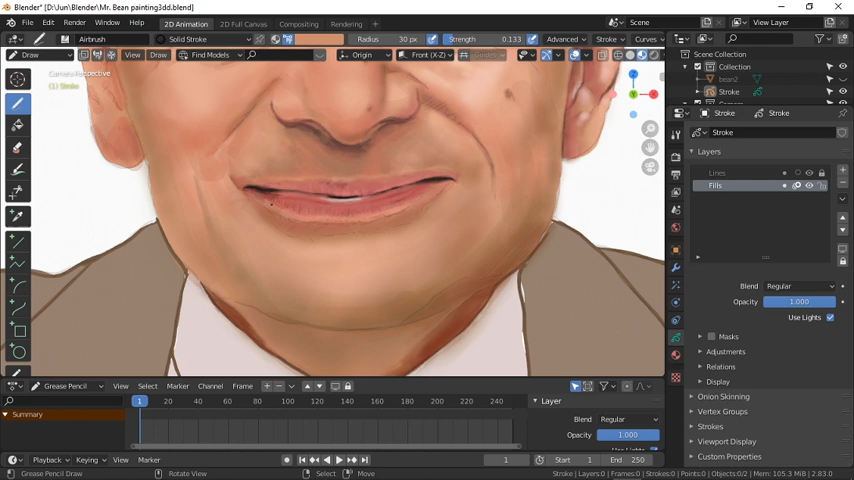 Blender* [D:\Jun\Blender\Mr. Bean painting3dd.blend]
File Edit Render Window Help 2D Animation 2D Full Canvas Compositing Rendering Scene View Layer
Airbrush Solid Stroke Radius 30 px Strength 0.133 Advanced Stroke Curves
Draw View Draw Find Models Origin Front (X-Z) Guides
Camera Perspective
(1) Stroke
Z
Y
X
Scene Collection
Collection
bean2
Stroke
Stroke Stroke
Stroke
Layers
Lines
Fills
Blend Regular
Opacity 1.000
Use Lights
Masks
Adjustments
Relations
Display
Onion Skinning
Vertex Groups
Strokes
Viewport Display
Custom Properties
Grease Pencil View Select Marker Channel Frame
1 20 40 60 80 100 120 140 160 180 200 220 240
Summary
Layer
Blend Regular
Opacity 1.000
Playback Keying View Marker 1 Start 1 End 250
Grease Pencil Draw Rotate View Select Move Stroke | Layers:0 | Frames:0 | Strokes:0 | Points:0 | Objects:0/2 | Mem: 105.3 MiB | 2.83.0